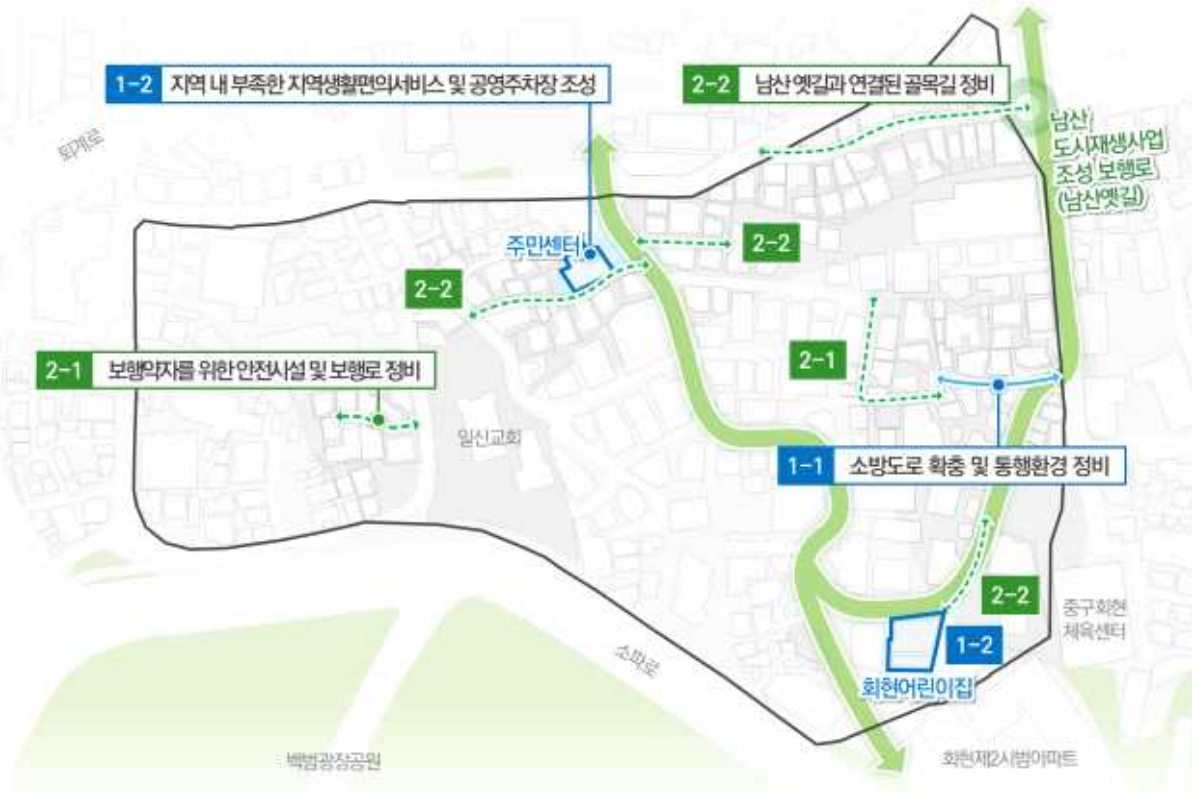 1-2 지역 내 부족한 지역생활편의서비스 및 공영주차장 조성
2-2 남산 옛길과 연결된 골목길 정비
남산
도시재생사업
조성 보행로
(남산옛길)
퇴계로
주민센터
2-2
2-2
2-1
2-1 보행약자를 위한 안전시설 및 보행로 정비
일신교회
1-1 소방도로 확충 및 통행환경 정비
2-2
중구회현
체육센터
1-2
회현어린이집
소파로
백범광장공원
회현제2시범아파트